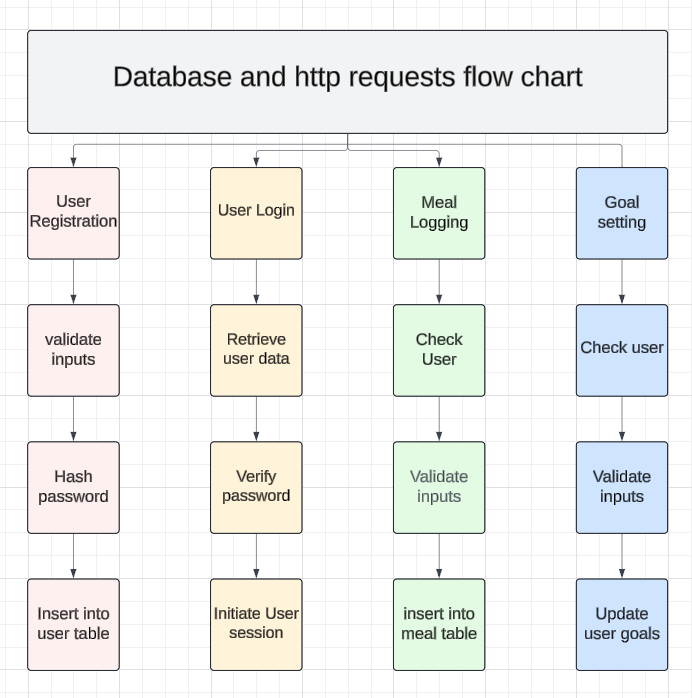 Database and http requests flow chart
User
Registration
User Login
Meal
Logging
Goal
setting
validate
inputs
Retrieve
user data
Check
User
Check user
Hash
password
Verify
password
Validate
inputs
Validate
inputs
Insert into
user table
Initiate User
session
insert into
meal table
Update
user goals